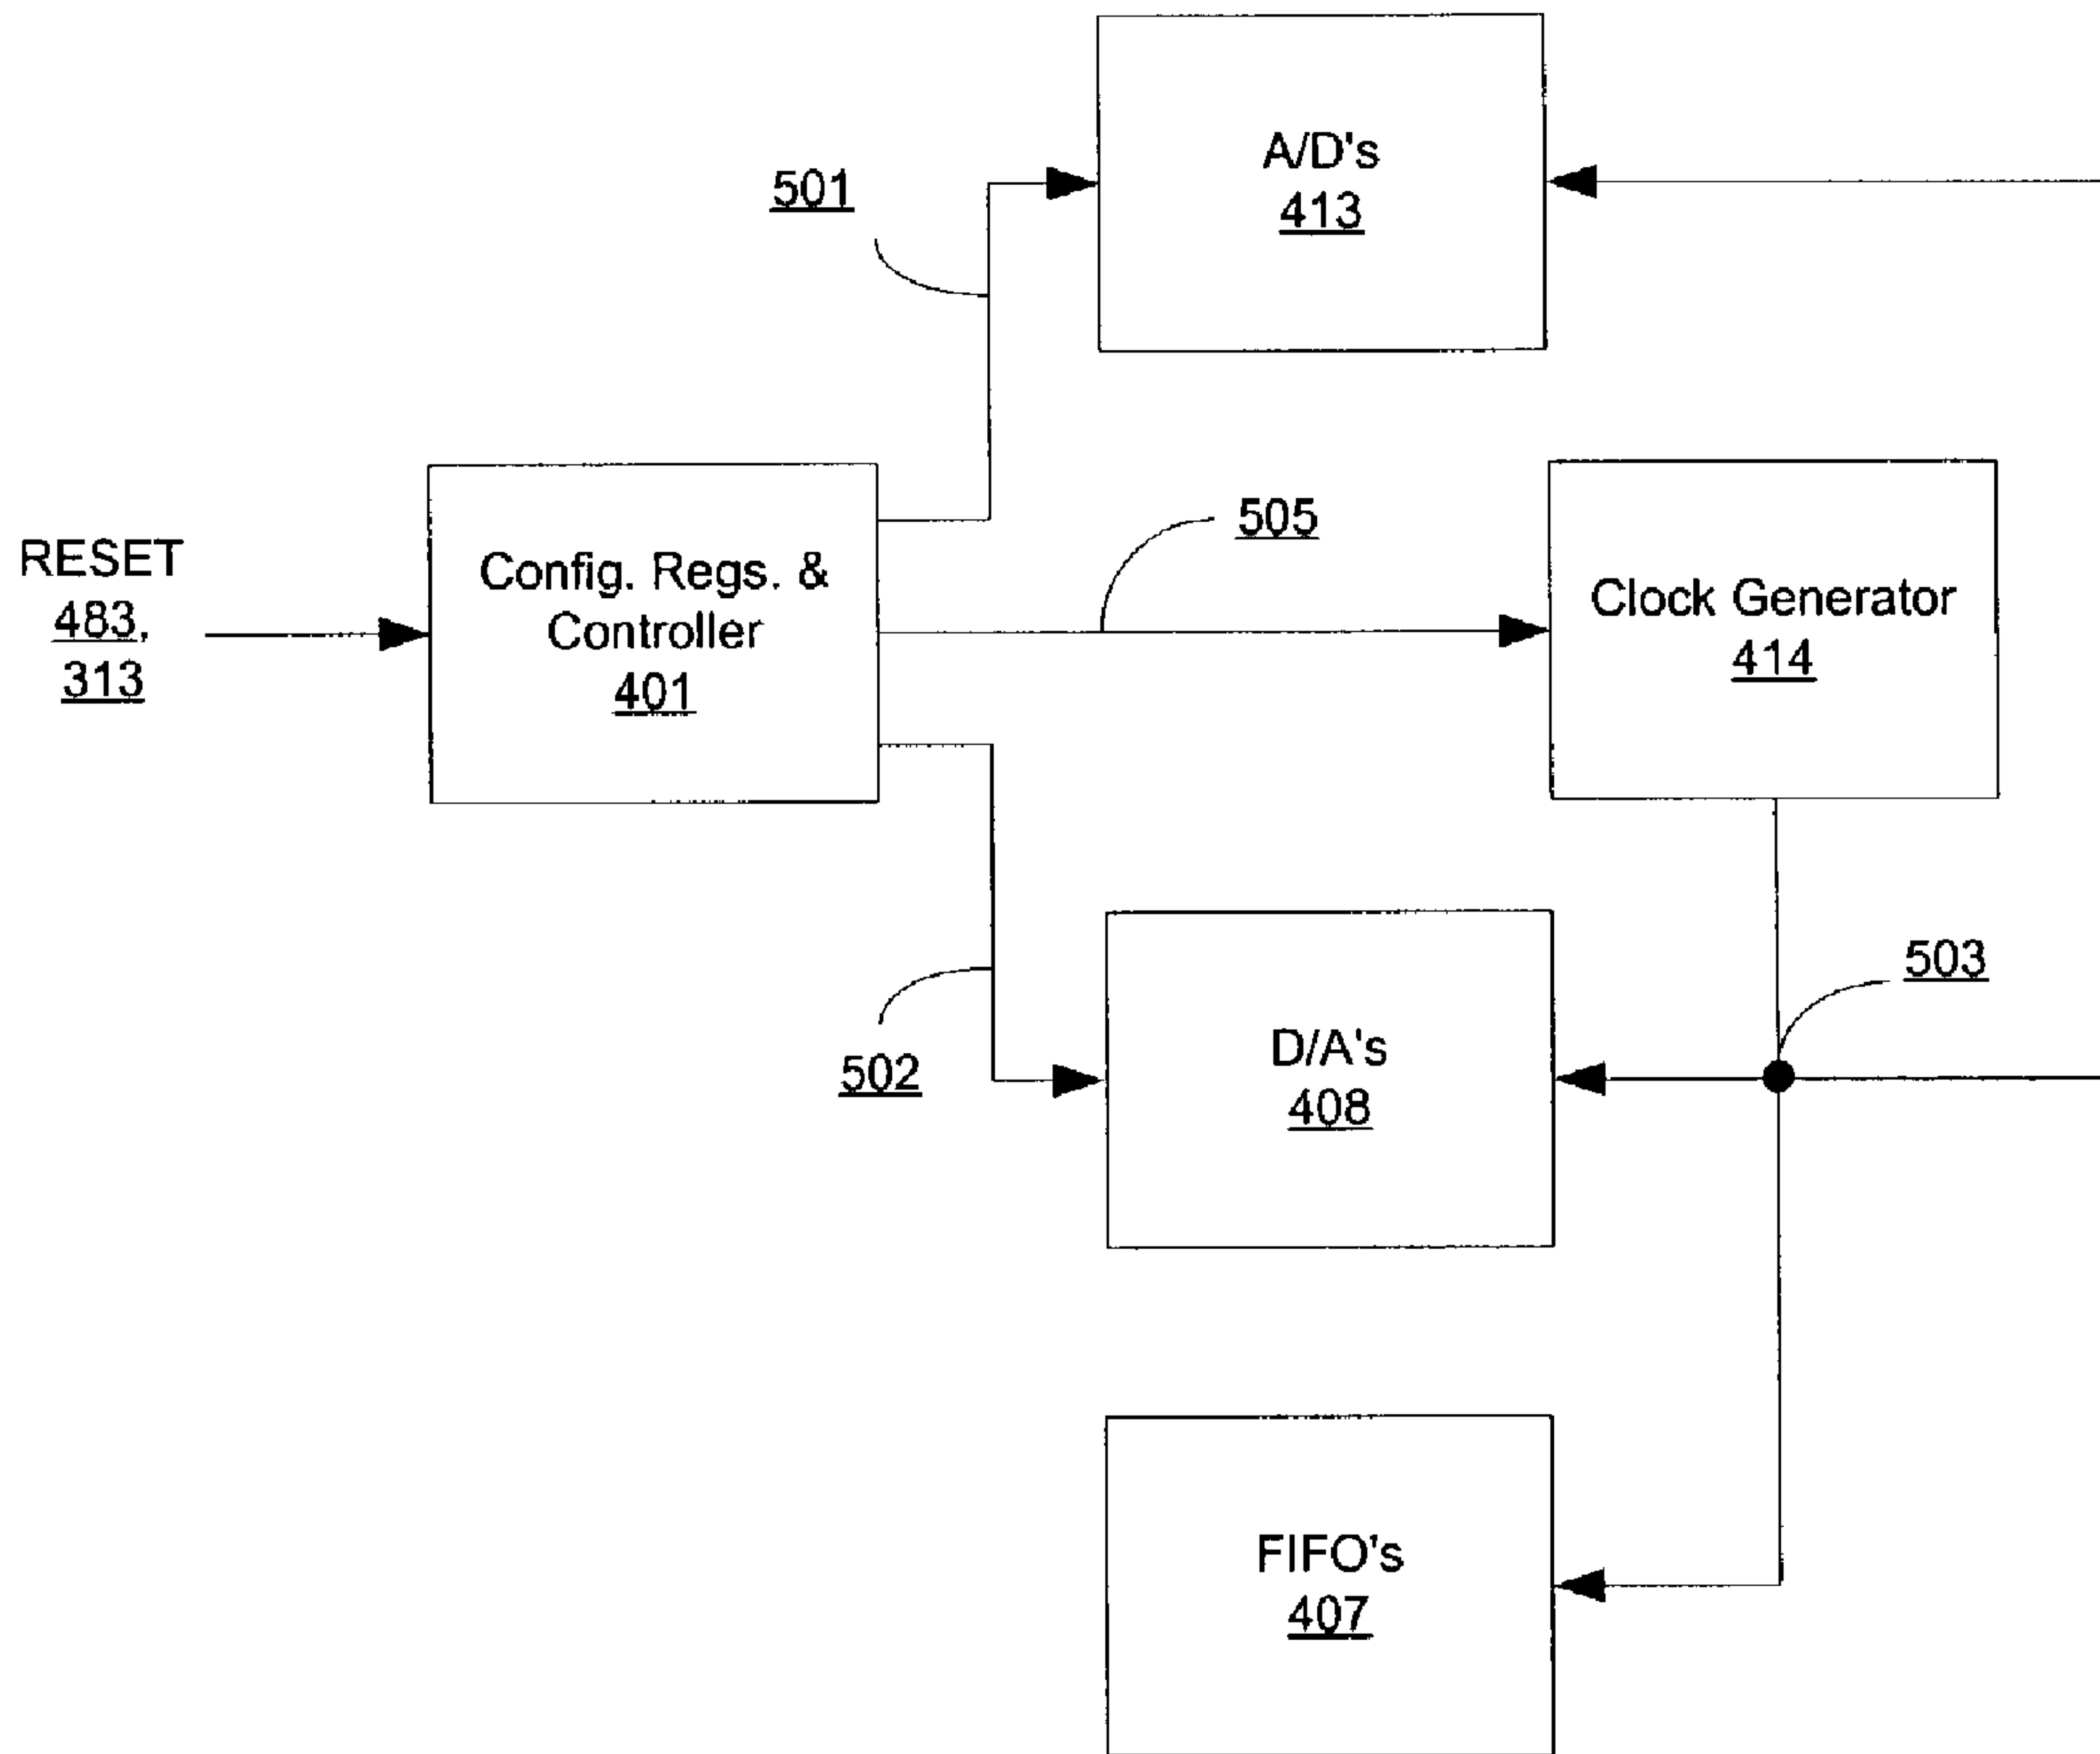 A/D's
413
501
505
RESET
483,
313
Config. Regs. &
Controller
401
Clock Generator
414
503
D/A's
408
502
FIFO's
407